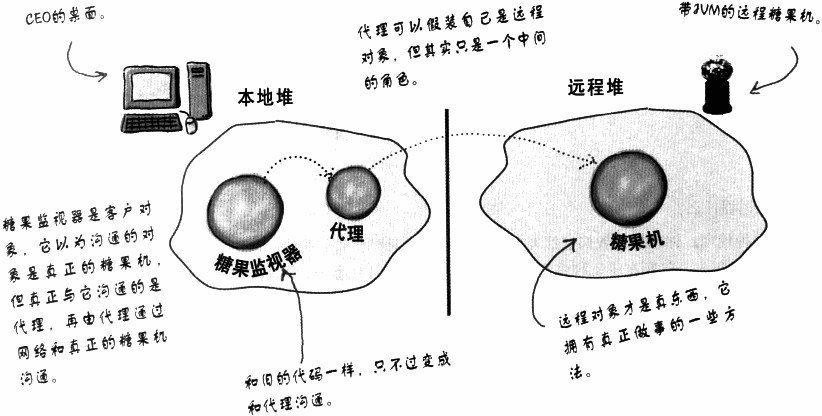 CEO的桌面。
代理可以假装自己是远程
对象，但其实只是一个中间
的角色。
带JVM的远程糖果机。
本地堆
远程堆
糖果监视器是客户对
象，它以为沟通的对
象是真正的糖果机，
但真正与它沟通的是
代理，再由代理通过
网络和真正的糖果机
沟通。
糖果监视器
代理
糖果机
和旧的代码一样，只不过变成
和代理沟通。
远程对象才是真东西，它
拥有真正做事的一些方
法。